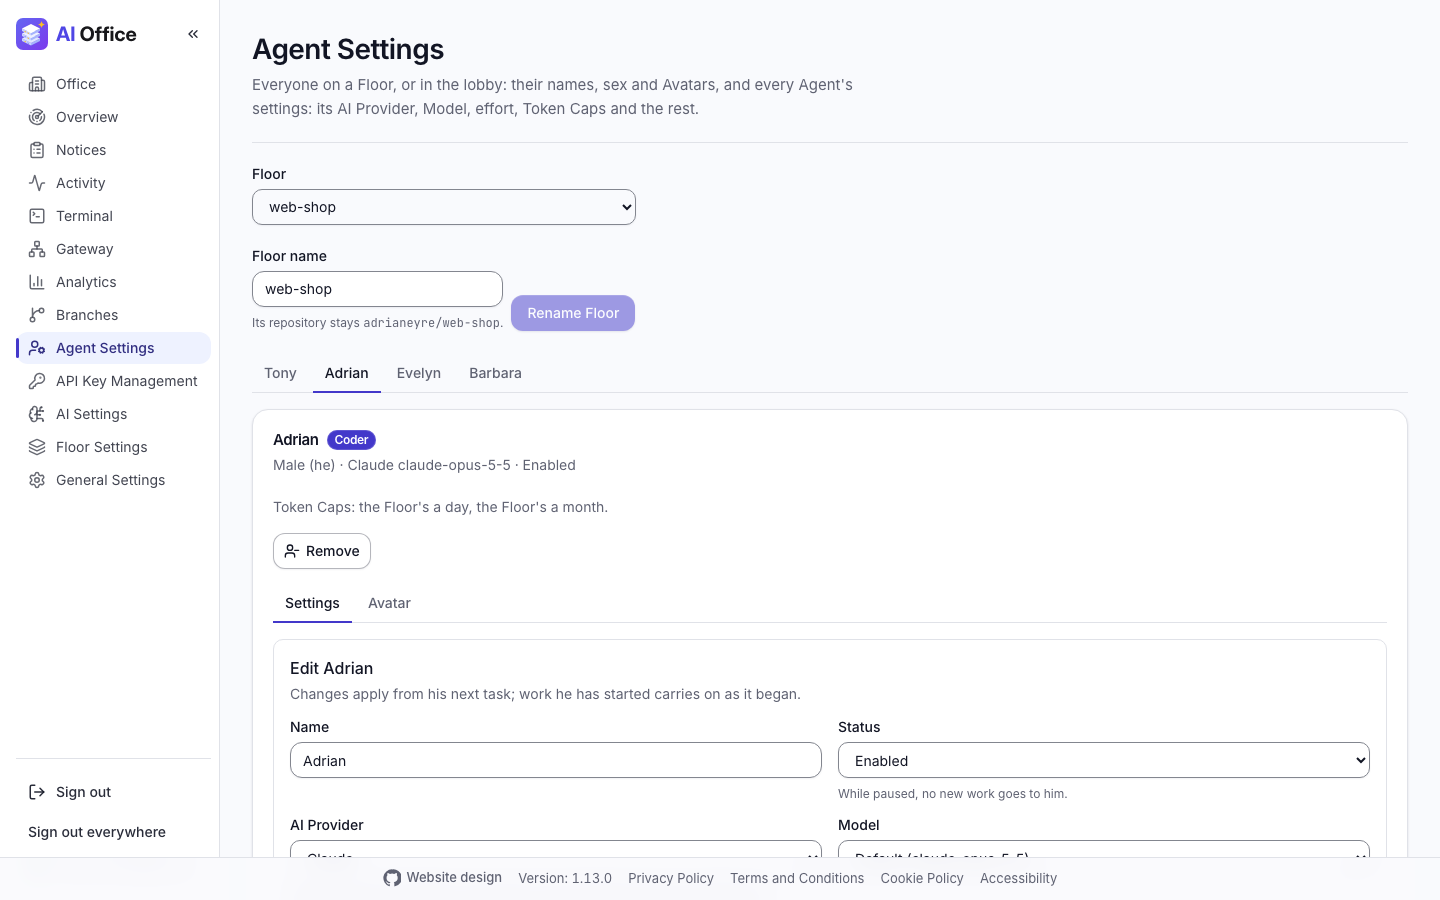 AI Office
Office
Overview
Notices
Activity
Terminal
Gateway
Analytics
Branches
Agent Settings
API Key Management
AI Settings
Floor Settings
General Settings
Sign out
Sign out everywhere
Agent Settings
Everyone on a Floor, or in the lobby: their names, sex and Avatars, and every Agent's
settings: its AI Provider, Model, effort, Token Caps and the rest.
Floor
web-shop
Floor name
web-shop
Its repository stays adrianeyre/web-shop.
Rename Floor
Tony Adrian Evelyn Barbara
Adrian Coder
Male (he) · Claude claude-opus-5-5 · Enabled
Token Caps: the Floor's a day, the Floor's a month.
Remove
Settings Avatar
Edit Adrian
Changes apply from his next task; work he has started carries on as it began.
Name
Adrian
Status
Enabled
While paused, no new work goes to him.
AI Provider
Claude
Model
Default (claude-opus-5-5)
Website design Version: 1.13.0 Privacy Policy Terms and Conditions Cookie Policy Accessibility